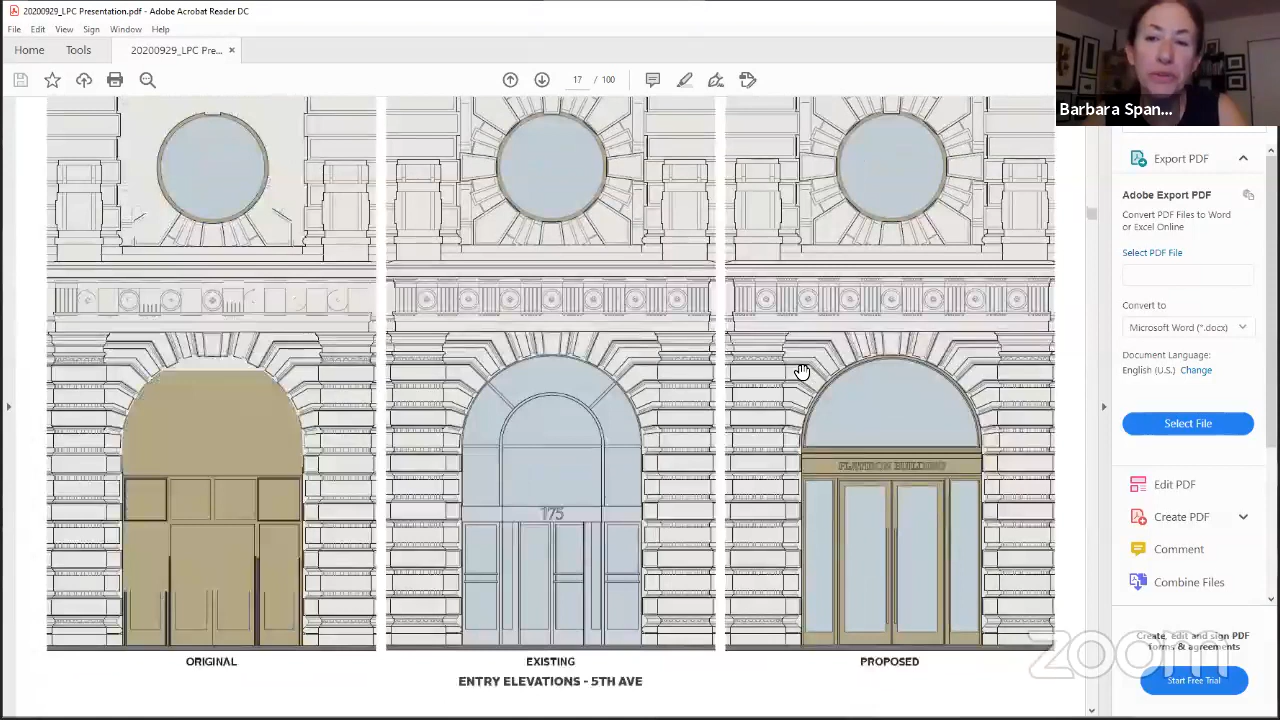 20200929_LPC Presentation.pdf - Adobe Acrobat Reader DC
File Edit View Sign Window Help
Home Tools 20200929_LPC Pre... ×
17 / 100
Barbara Span...
Export PDF
Adobe Export PDF
Convert PDF Files to Word
or Excel Online
Select PDF File
Convert to
Microsoft Word (*.docx)
Document Language:
English (U.S.) Change
Select File
Edit PDF
Create PDF
Comment
Combine Files
Create, edit and sign PDF
forms & agreements
Start Free Trial
zoom
FLATIRON BUILDING
175
ORIGINAL EXISTING PROPOSED
ENTRY ELEVATIONS - 5TH AVE